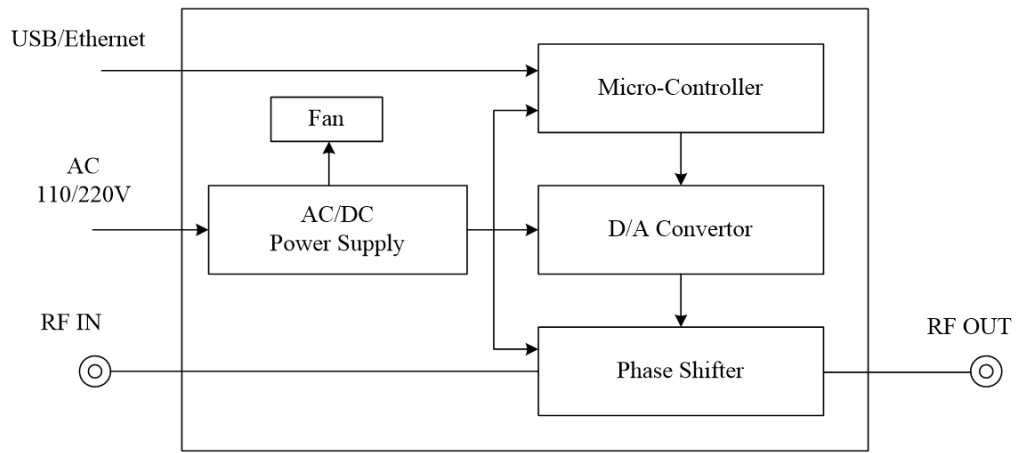 USB/Ethernet
Micro-Controller
Fan
AC
110/220V
AC/DC
Power Supply
D/A Convertor
RF IN
RF OUT
Phase Shifter